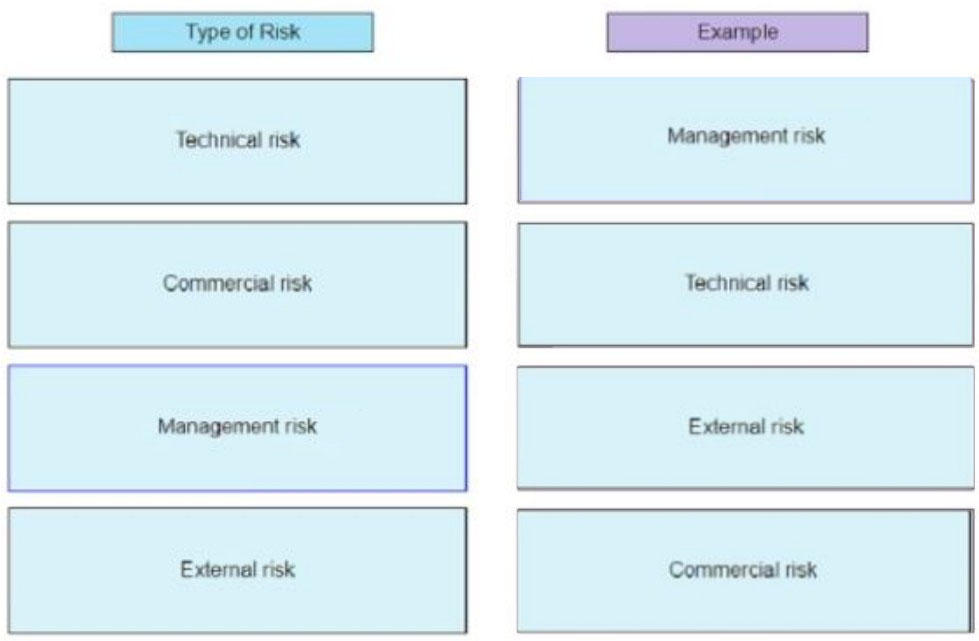 Type of Risk
Example
Technical risk
Management risk
Commercial risk
Technical risk
Management risk
External risk
External risk
Commercial risk